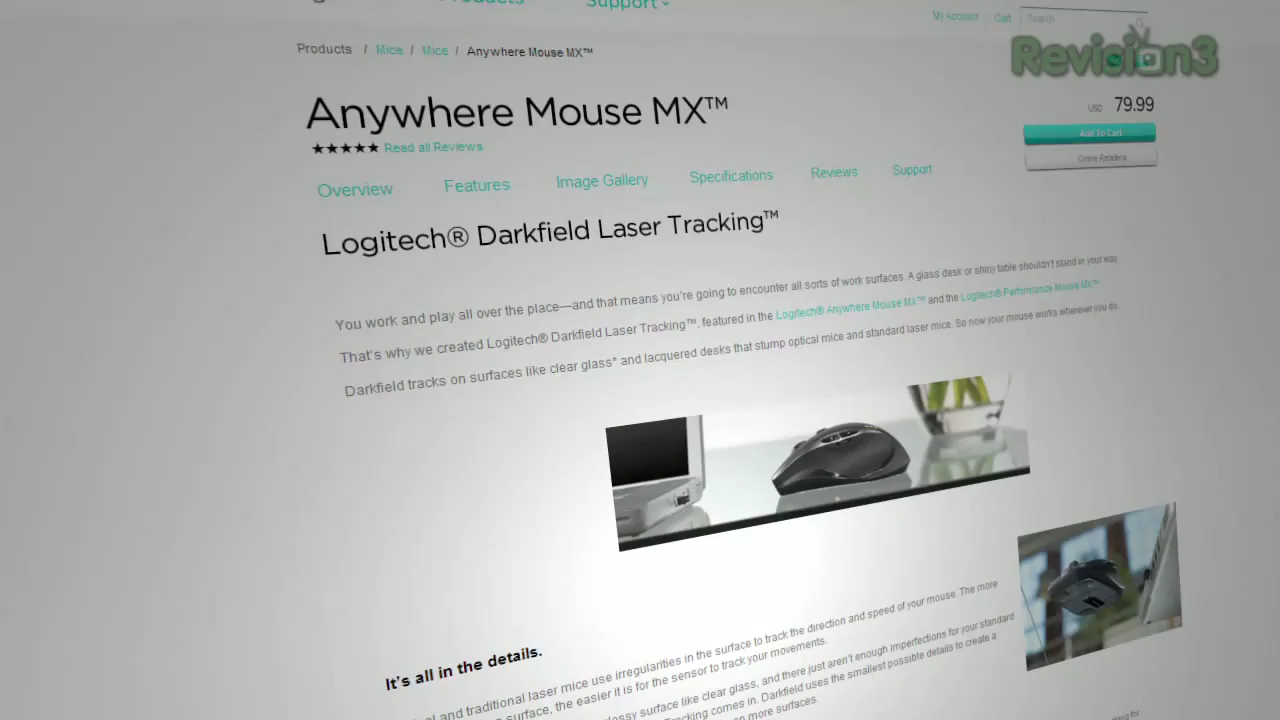 Products Support
My Account Cart Search
Revision3
Products / Mice / Mice / Anywhere Mouse MX™
Anywhere Mouse MX™
USD 79.99
Add To Cart
Online Retailers
★★★★★ Read all Reviews
Overview Features Image Gallery Specifications Reviews Support
Logitech® Darkfield Laser Tracking™
You work and play all over the place—and that means you're going to encounter all sorts of work surfaces. A glass desk or shiny table shouldn't stand in your way.
That's why we created Logitech® Darkfield Laser Tracking™, featured in the Logitech® Anywhere Mouse MX™ and the Logitech® Performance Mouse MX™
Darkfield tracks on surfaces like clear glass* and lacquered desks that stump optical mice and standard laser mice. So now your mouse works wherever you do.
It's all in the details.
and traditional laser mice use irregularities in the surface to track the direction and speed of your mouse. The more
surface, the easier it is for the sensor to track your movements.
surface like clear glass, and there just aren't enough imperfections for your standard
Tracking comes in. Darkfield uses the smallest possible details to create a
on more surfaces.